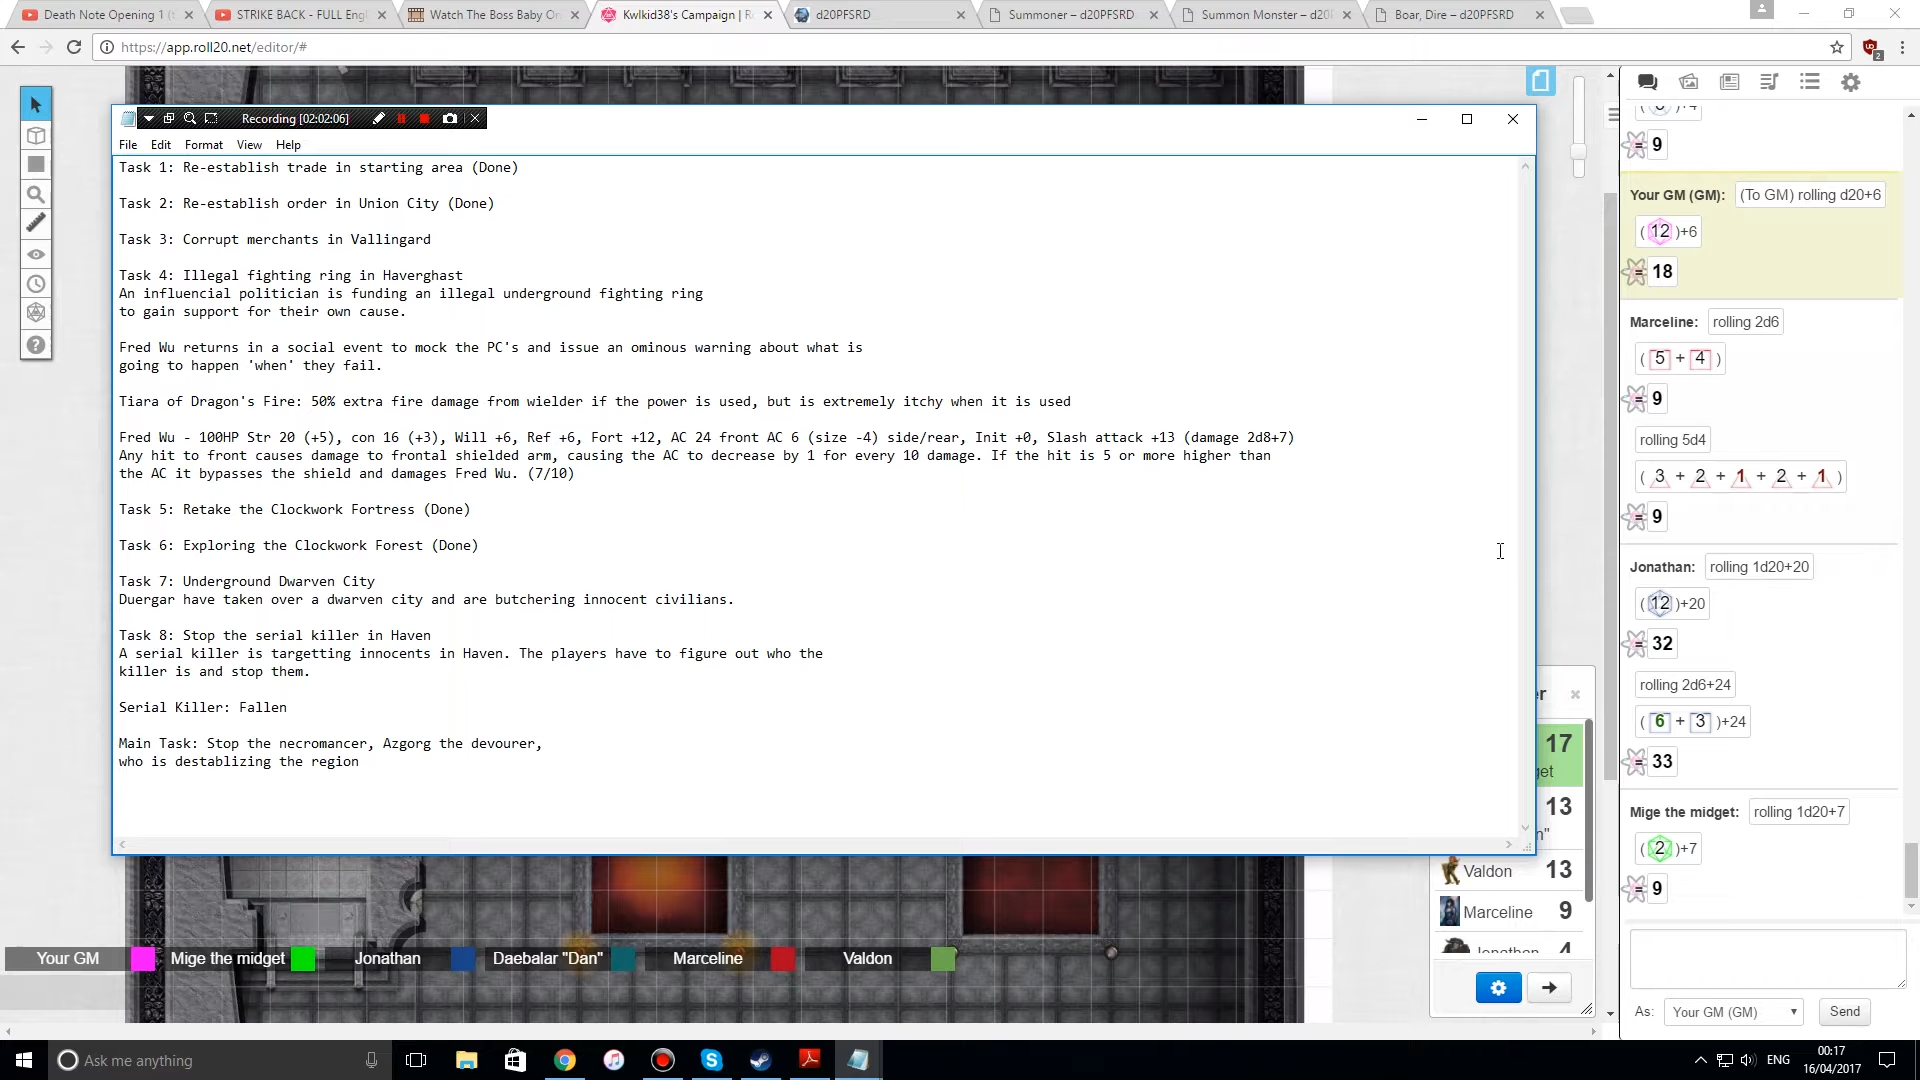 Death Note Opening 1 (
STRIKE BACK - FULL Engl
Watch The Boss Baby On
Kwlkid38's Campaign | R
d20PFSRD
Summoner – d20PFSRD
Summon Monster – d20
Boar, Dire – d20PFSRD
https://app.roll20.net/editor/#
2
Recording [02:02:06]
File Edit Format View Help
Task 1: Re-establish trade in starting area (Done)
Task 2: Re-establish order in Union City (Done)
Task 3: Corrupt merchants in Vallingard
Task 4: Illegal fighting ring in Haverghast
An influencial politician is funding an illegal underground fighting ring
to gain support for their own cause.
Fred Wu returns in a social event to mock the PC's and issue an ominous warning about what is
going to happen 'when' they fail.
Tiara of Dragon's Fire: 50% extra fire damage from wielder if the power is used, but is extremely itchy when it is used
Fred Wu - 100HP Str 20 (+5), con 16 (+3), Will +6, Ref +6, Fort +12, AC 24 front AC 6 (size -4) side/rear, Init +0, Slash attack +13 (damage 2d8+7)
Any hit to front causes damage to frontal shielded arm, causing the AC to decrease by 1 for every 10 damage. If the hit is 5 or more higher than
the AC it bypasses the shield and damages Fred Wu. (7/10)
Task 5: Retake the Clockwork Fortress (Done)
Task 6: Exploring the Clockwork Forest (Done)
Task 7: Underground Dwarven City
Duergar have taken over a dwarven city and are butchering innocent civilians.
Task 8: Stop the serial killer in Haven
A serial killer is targetting innocents in Haven. The players have to figure out who the
killer is and stop them.
Serial Killer: Fallen
Main Task: Stop the necromancer, Azgorg the devourer,
who is destablizing the region
= 9
Your GM (GM): (To GM) rolling d20+6
(12)+6
= 18
Marceline: rolling 2d6
(5 + 4)
= 9
rolling 5d4
(3 + 2 + 1 + 2 + 1)
= 9
Jonathan: rolling 1d20+20
(12)+20
= 32
rolling 2d6+24
(6 + 3)+24
= 33
Mige the midget: rolling 1d20+7
(2)+7
= 9
17
13
Valdon 13
Marceline 9
Jonathan 4
Your GM
Mige the midget
Jonathan
Daebalar "Dan"
Marceline
Valdon
As: Your GM (GM) Send
Ask me anything
ENG
00:17
16/04/2017